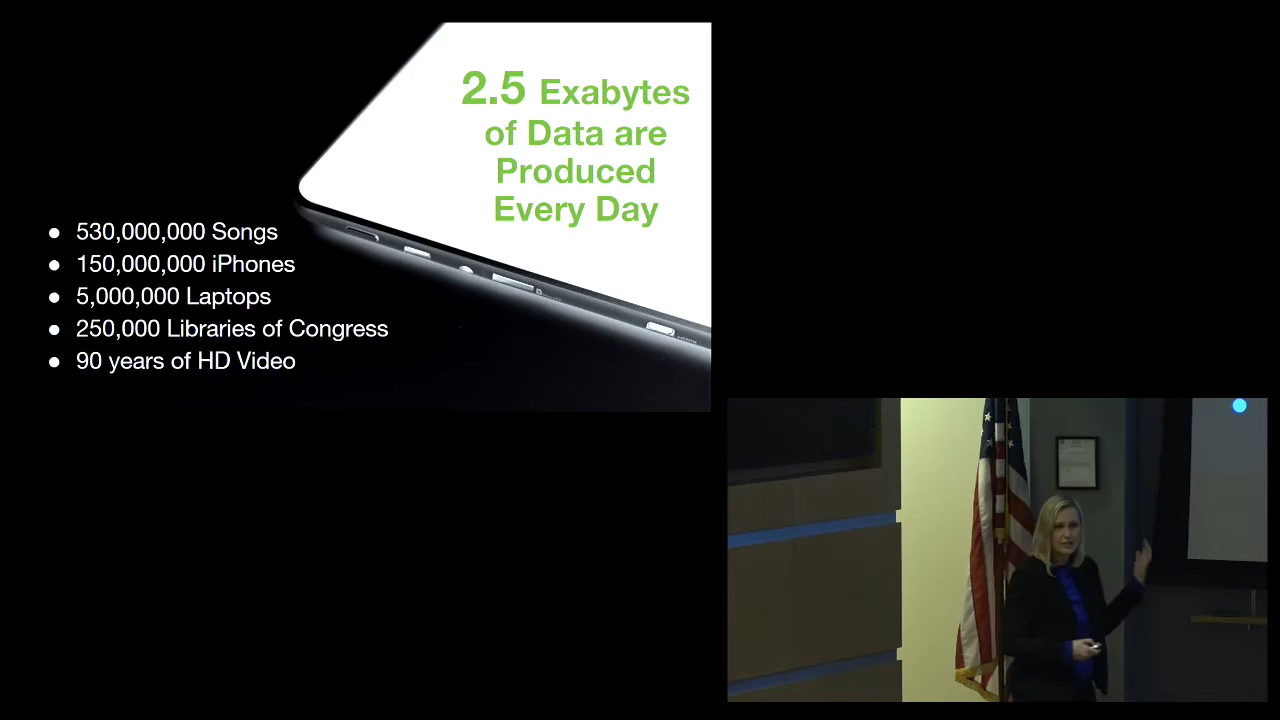 2.5 Exabytes
of Data are
Produced
Every Day
● 530,000,000 Songs
● 150,000,000 iPhones
● 5,000,000 Laptops
● 250,000 Libraries of Congress
● 90 years of HD Video